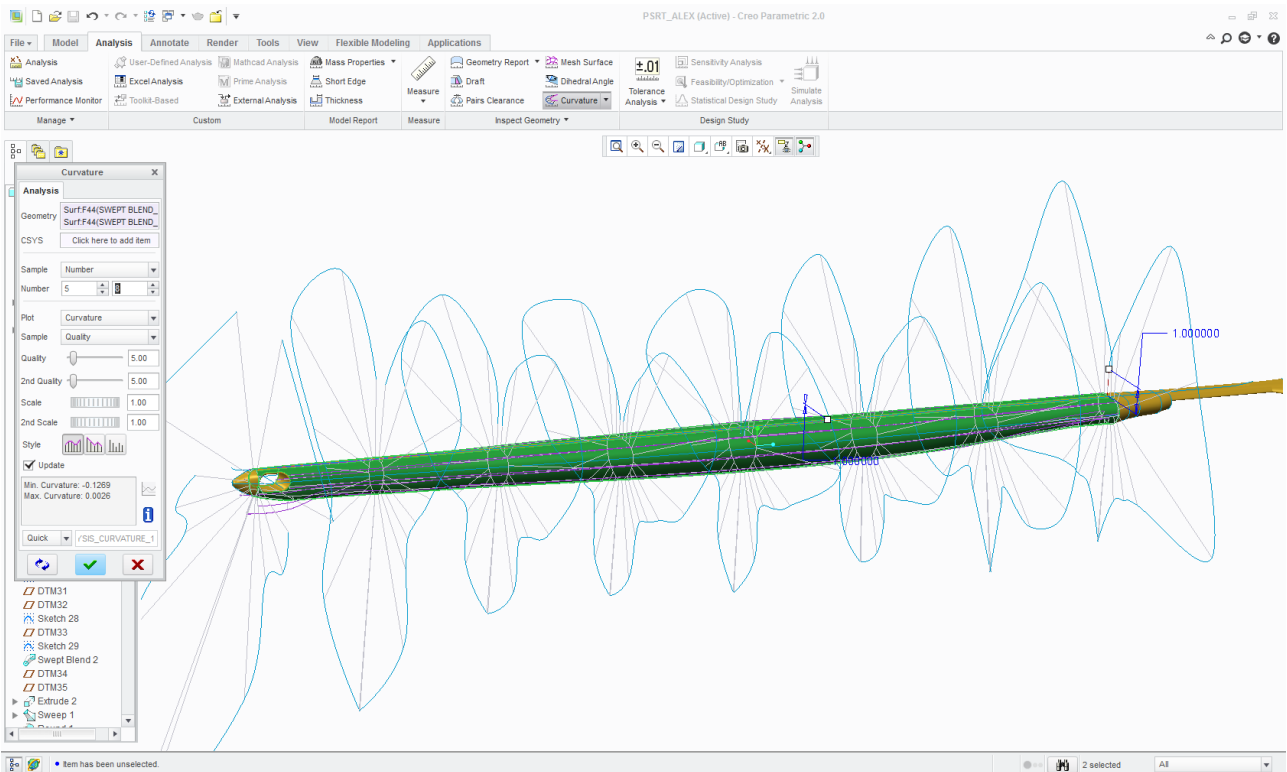 PSRT_ALEX (Active) - Creo Parametric 2.0
File Model Analysis Annotate Render Tools View Flexible Modeling Applications
Analysis User-Defined Analysis Mathcad Analysis Mass Properties Geometry Report Mesh Surface Sensitivity Analysis
Saved Analysis Excel Analysis Prime Analysis Short Edge Draft Dihedral Angle Feasibility/Optimization
Performance Monitor Toolkit-Based External Analysis Thickness Measure Pairs Clearance Curvature ±.01 Tolerance Analysis Statistical Design Study Simulate Analysis
Manage Custom Model Report Measure Inspect Geometry Design Study
Curvature
Analysis
Geometry Surf:F44(SWEPT BLEND_
Surf:F44(SWEPT BLEND_
CSYS Click here to add item
Sample Number
Number 5 8
Plot Curvature
Sample Quality
Quality 5.00
2nd Quality 5.00
Scale 1.00
2nd Scale 1.00
Style
Update
Min. Curvature: -0.1269
Max. Curvature: 0.0026
Quick YSIS_CURVATURE_1
DTM31
DTM32
Sketch 28
DTM33
Sketch 29
Swept Blend 2
DTM34
DTM35
Extrude 2
Sweep 1
1.000000
Item has been unselected.
2 selected All